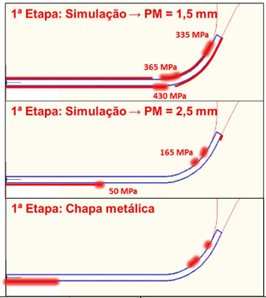 1ª Etapa: Simulação → PM = 1,5 mm
335 MPa
365 MPa
430 MPa
1ª Etapa: Simulação → PM = 2,5 mm
165 MPa
50 MPa
1ª Etapa: Chapa metálica